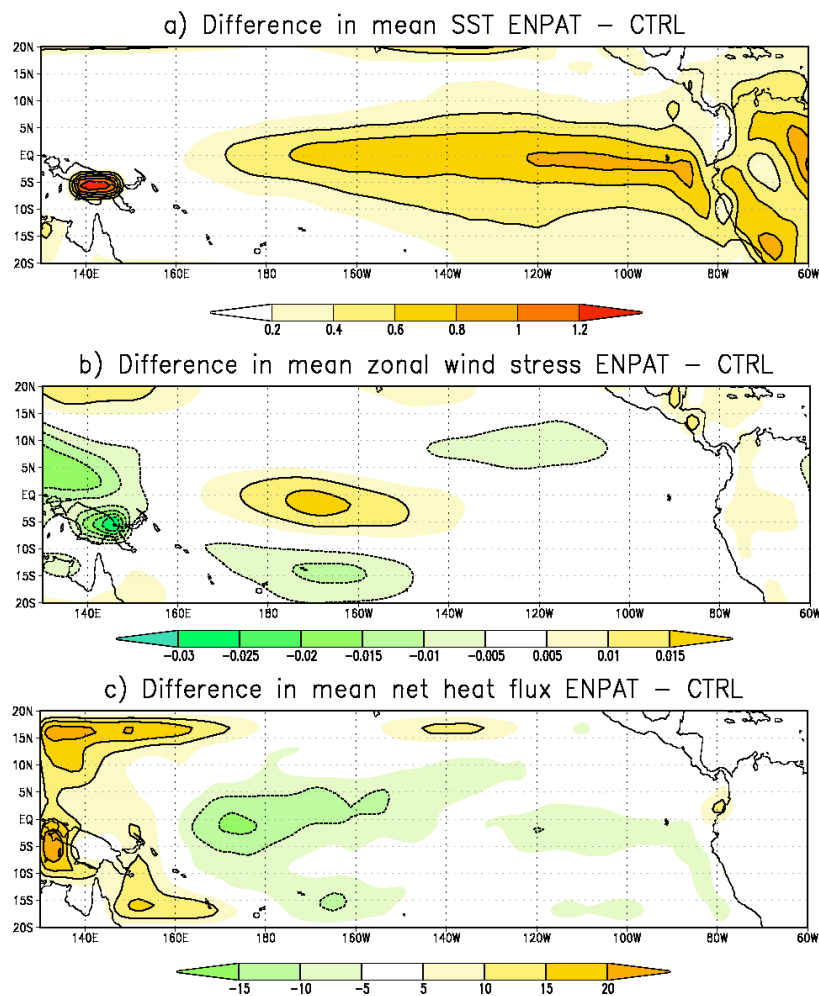 a) Difference in mean SST ENPAT − CTRL
20N
15N
10N
5N
EQ
5S
10S
15S
20S
140E 160E 180 160W 140W 120W 100W 80W 60W
0.2 0.4 0.6 0.8 1 1.2
b) Difference in mean zonal wind stress ENPAT − CTRL
20N
15N
10N
5N
EQ
5S
10S
15S
20S
140E 160E 180 160W 140W 120W 100W 80W 60W
−0.03 −0.025 −0.02 −0.015 −0.01 −0.005 0.005 0.01 0.015
c) Difference in mean net heat flux ENPAT − CTRL
20N
15N
10N
5N
EQ
5S
10S
15S
20S
140E 160E 180 160W 140W 120W 100W 80W 60W
−15 −10 −5 5 10 15 20